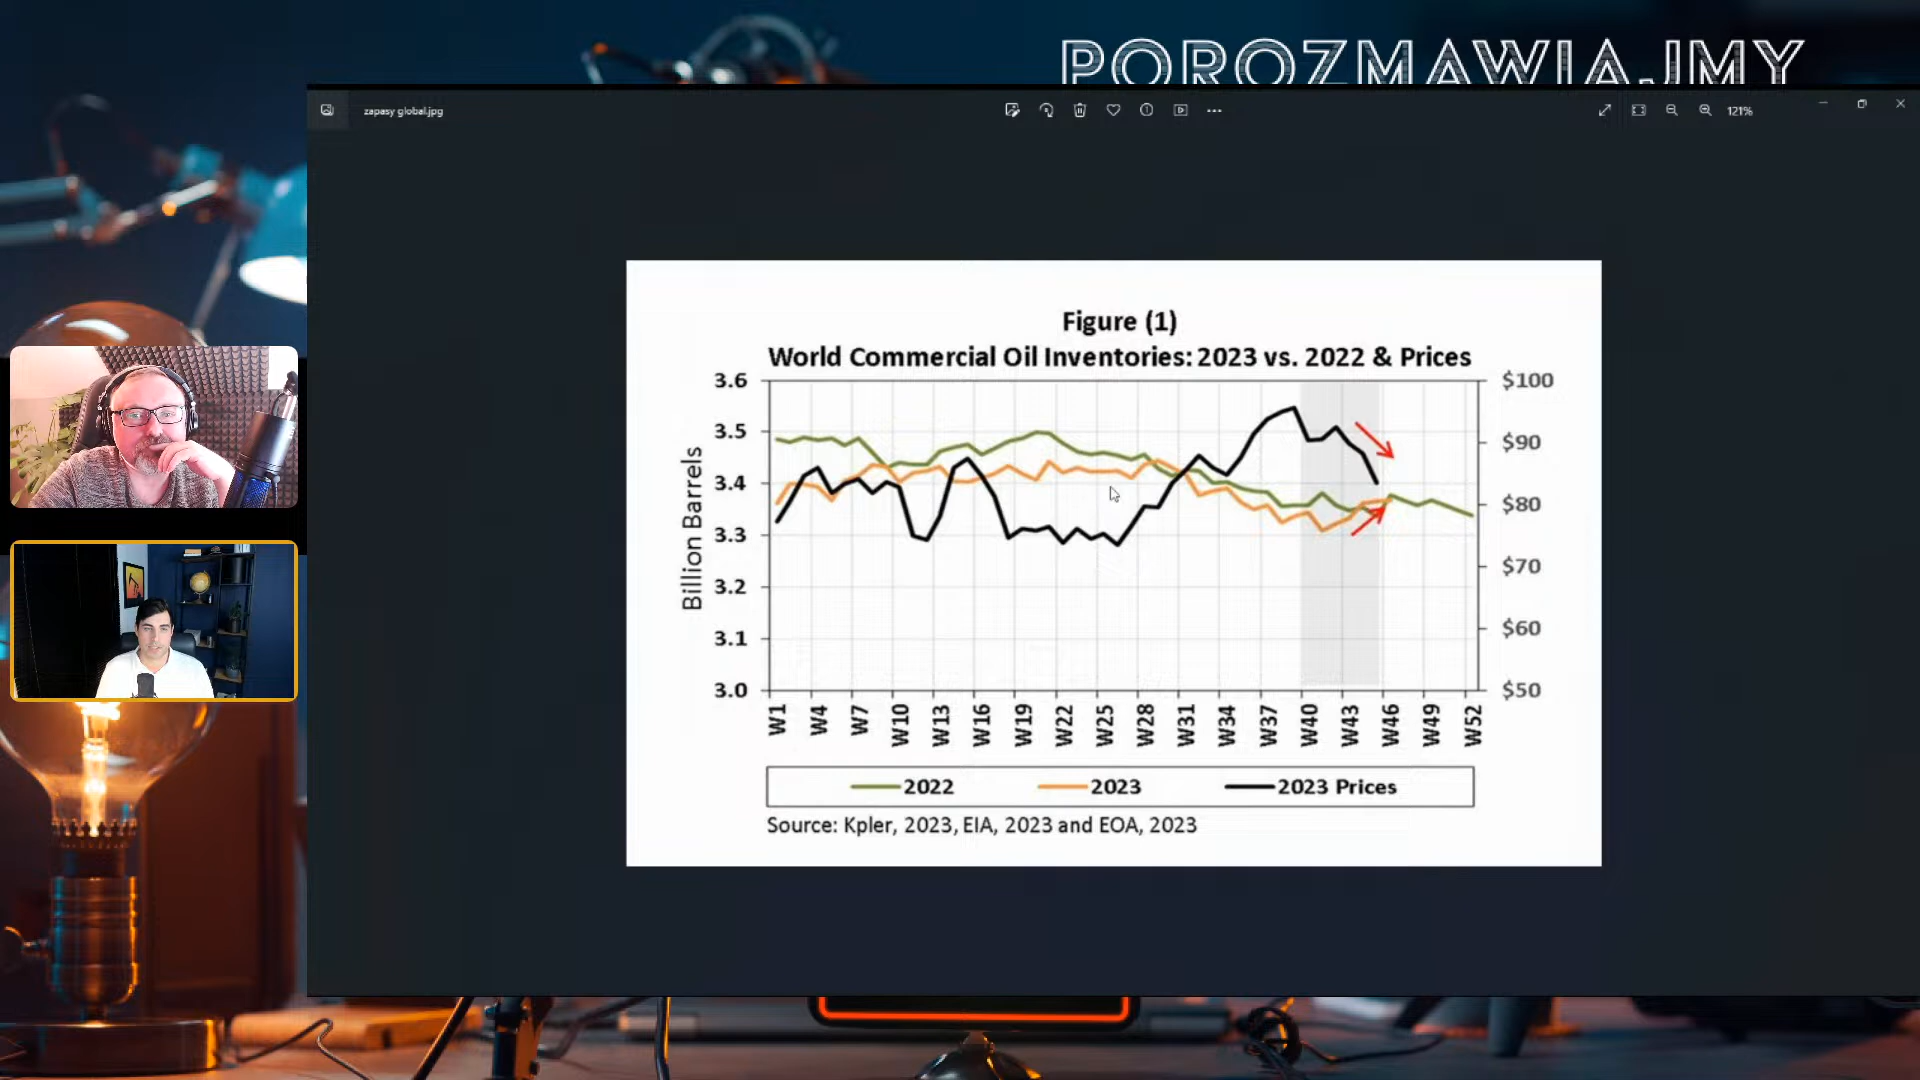 POROZMAWIAJMY
zapasy global.jpg
121%
Figure (1)
World Commercial Oil Inventories: 2023 vs. 2022 & Prices
Billion Barrels
3.6
3.5
3.4
3.3
3.2
3.1
3.0
$100
$90
$80
$70
$60
$50
W1 W4 W7 W10 W13 W16 W19 W22 W25 W28 W31 W34 W37 W40 W43 W46 W49 W52
2022 2023 2023 Prices
Source: Kpler, 2023, EIA, 2023 and EOA, 2023